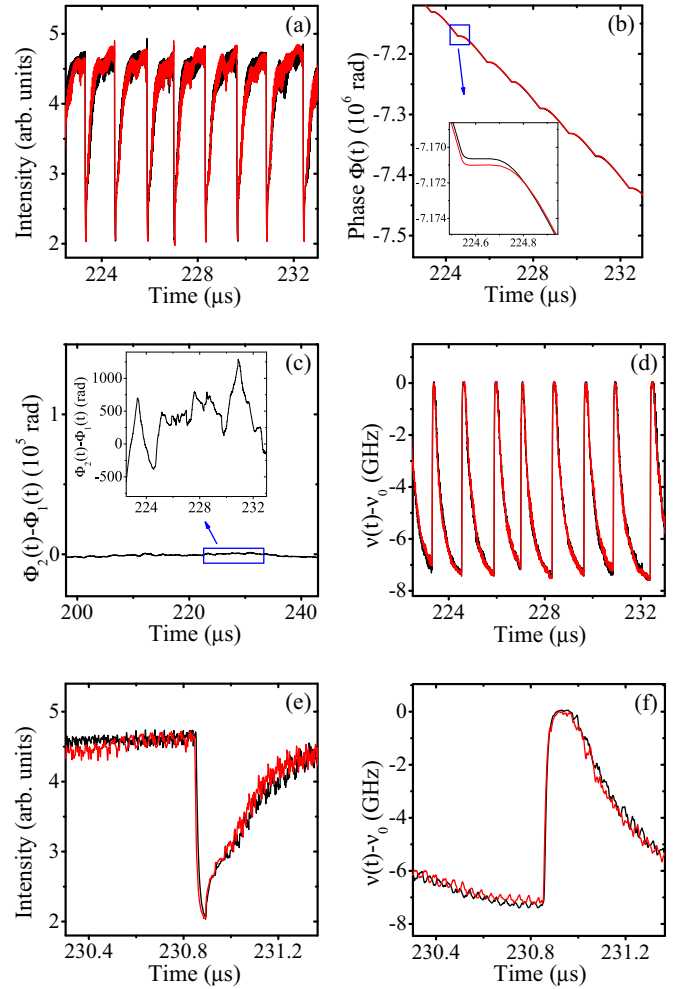 (a)
Intensity (arb. units)
5
4
3
2
224
228
232
Time (μs)
(b)
Phase Φ(t) (10⁶ rad)
-7.2
-7.3
-7.4
-7.5
-7.170
-7.172
-7.174
224.6
224.8
224
228
232
Time (μs)
(c)
Φ₂(t)-Φ₁(t) (10⁵ rad)
1
0
Φ₂(t)-Φ₁(t) (rad)
1000
500
0
-500
224
228
232
200
220
240
Time (μs)
(d)
ν(t)-ν₀ (GHz)
0
-2
-4
-6
-8
224
228
232
Time (μs)
(e)
Intensity (arb. units)
5
4
3
2
230.4
230.8
231.2
Time (μs)
(f)
ν(t)-ν₀ (GHz)
0
-2
-4
-6
-8
230.4
230.8
231.2
Time (μs)